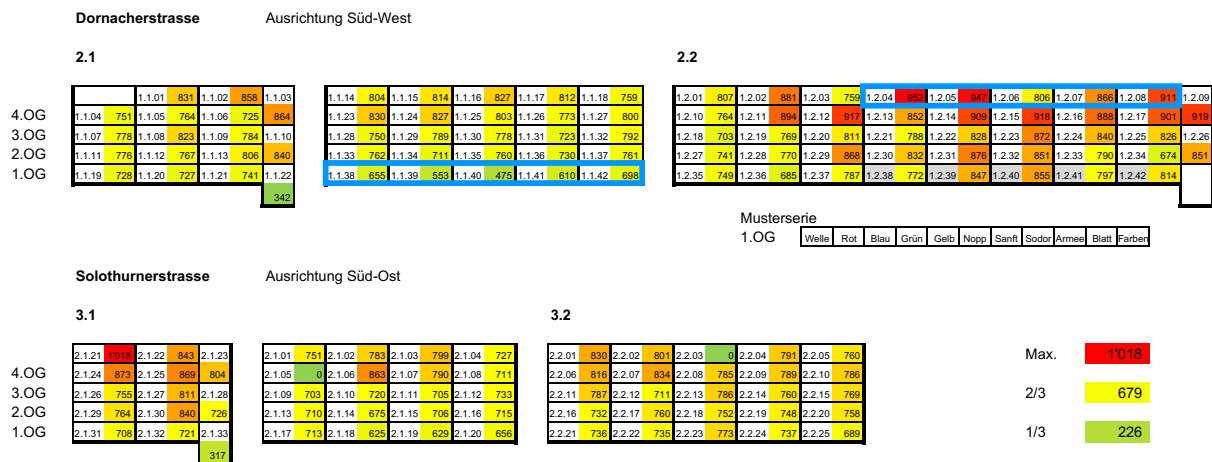 Dornacherstrasse Ausrichtung Süd-West
2.1 2.2
1.1.01 831 1.1.02 858 1.1.03 1.1.14 804 1.1.15 814 1.1.16 827 1.1.17 812 1.1.18 759 1.2.01 807 1.2.02 881 1.2.03 759 1.2.04 952 1.2.05 947 1.2.06 806 1.2.07 866 1.2.08 911 1.2.09
4.OG 1.1.04 751 1.1.05 764 1.1.06 725 864 1.1.23 830 1.1.24 827 1.1.25 803 1.1.26 773 1.1.27 800 1.2.10 764 1.2.11 894 1.2.12 917 1.2.13 852 1.2.14 909 1.2.15 918 1.2.16 888 1.2.17 901 919
3.OG 1.1.07 778 1.1.08 823 1.1.09 784 1.1.10 1.1.28 750 1.1.29 789 1.1.30 778 1.1.31 723 1.1.32 792 1.2.18 703 1.2.19 769 1.2.20 811 1.2.21 788 1.2.22 828 1.2.23 872 1.2.24 840 1.2.25 826 1.2.26
2.OG 1.1.11 776 1.1.12 767 1.1.13 806 840 1.1.33 762 1.1.34 711 1.1.35 760 1.1.36 730 1.1.37 761 1.2.27 741 1.2.28 770 1.2.29 868 1.2.30 832 1.2.31 876 1.2.32 851 1.2.33 790 1.2.34 674 851
1.OG 1.1.19 728 1.1.20 727 1.1.21 741 1.1.22 1.1.38 655 1.1.39 553 1.1.40 475 1.1.41 610 1.1.42 698 1.2.35 749 1.2.36 685 1.2.37 787 1.2.38 772 1.2.39 847 1.2.40 855 1.2.41 797 1.2.42 814
342
Musterserie
1.OG Welle Rot Blau Grün Gelb Nopp Sanft Sodor Armee Blatt Farben
Solothurnerstrasse Ausrichtung Süd-Ost
3.1 3.2
2.1.21 1'018 2.1.22 843 2.1.23 2.1.01 751 2.1.02 783 2.1.03 799 2.1.04 727 2.2.01 830 2.2.02 801 2.2.03 0 2.2.04 791 2.2.05 760 Max. 1'018
4.OG 2.1.24 873 2.1.25 869 804 2.1.05 0 2.1.06 863 2.1.07 790 2.1.08 711 2.2.06 816 2.2.07 834 2.2.08 785 2.2.09 789 2.2.10 786
3.OG 2.1.26 755 2.1.27 811 2.1.28 2.1.09 703 2.1.10 720 2.1.11 705 2.1.12 733 2.2.11 787 2.2.12 711 2.2.13 786 2.2.14 760 2.2.15 769 2/3 679
2.OG 2.1.29 764 2.1.30 840 726 2.1.13 710 2.1.14 675 2.1.15 706 2.1.16 715 2.2.16 732 2.2.17 760 2.2.18 752 2.2.19 748 2.2.20 758
1.OG 2.1.31 708 2.1.32 721 2.1.33 2.1.17 713 2.1.18 625 2.1.19 629 2.1.20 656 2.2.21 736 2.2.22 735 2.2.23 773 2.2.24 737 2.2.25 689 1/3 226
317